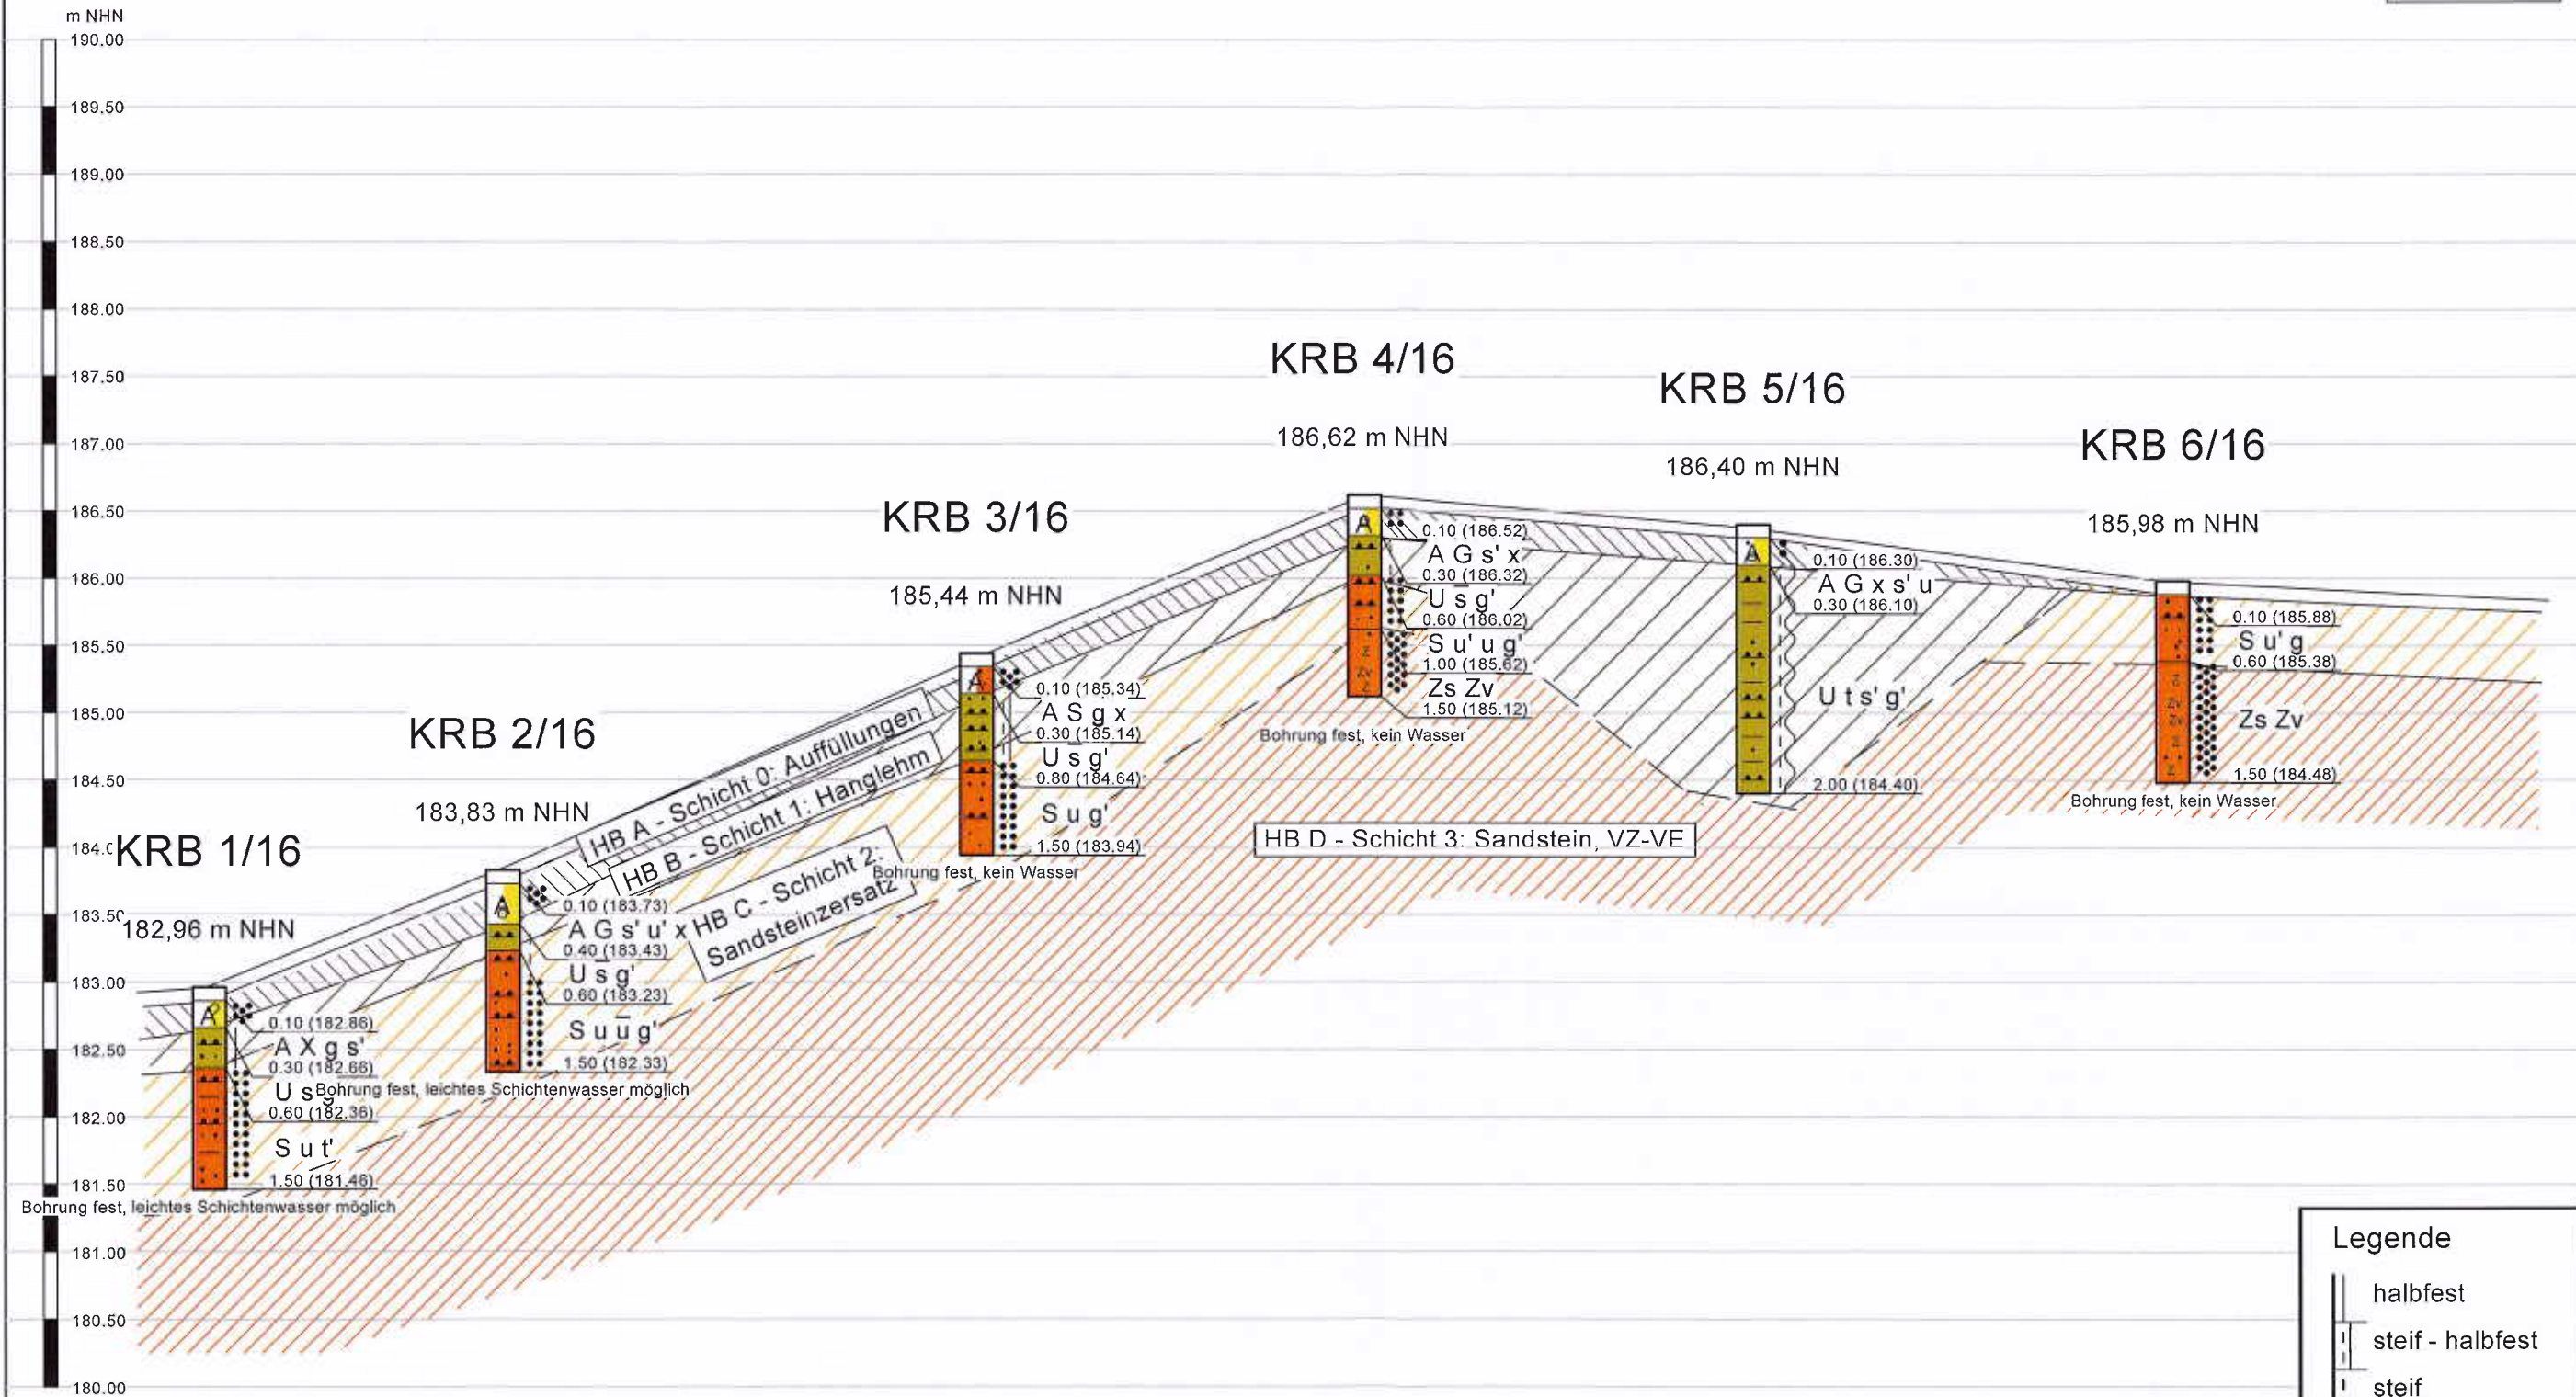 m NHN
190.00
189.50
189.00
188.50
188.00
187.50
187.00
186.50
186.00
185.50
185.00
184.50
183.00
182.50
182.00
181.50
181.00
180.50
180.00
KRB 1/16
182,96 m NHN
0.10 (182.86)
A X g s'
0.30 (182.66)
U s
0.60 (182.36)
S u t'
1.50 (181.46)
Bohrung fest, leichtes Schichtenwasser möglich
KRB 2/16
183,83 m NHN
0.10 (183.73)
A G s' u' x
0.40 (183.43)
U s̄ g'
0.60 (183.23)
S u ū g'
1.50 (182.33)
Bohrung fest, leichtes Schichtenwasser möglich
HB A - Schicht 0: Auffüllungen
HB B - Schicht 1: Hanglehm
HB C - Schicht 2:
Sandsteinzersatz
KRB 3/16
185,44 m NHN
0.10 (185.34)
A S g x
0.30 (185.14)
U s̄ g'
0.80 (184.64)
S u g'
1.50 (183.94)
Bohrung fest, kein Wasser
KRB 4/16
186,62 m NHN
0.10 (186.52)
A G s' x
0.30 (186.32)
U s̄ g'
0.60 (186.02)
S u' u g'
1.00 (185.62)
Zs Zv
1.50 (185.12)
Bohrung fest, kein Wasser
HB D - Schicht 3: Sandstein, VZ-VE
KRB 5/16
186,40 m NHN
0.10 (186.30)
A G x s' u
0.30 (186.10)
U t s' g'
2.00 (184.40)
KRB 6/16
185,98 m NHN
0.10 (185.88)
S u' g
0.60 (185.38)
Zs Zv
1.50 (184.48)
Bohrung fest, kein Wasser
Legende
halbfest
steif - halbfest
steif